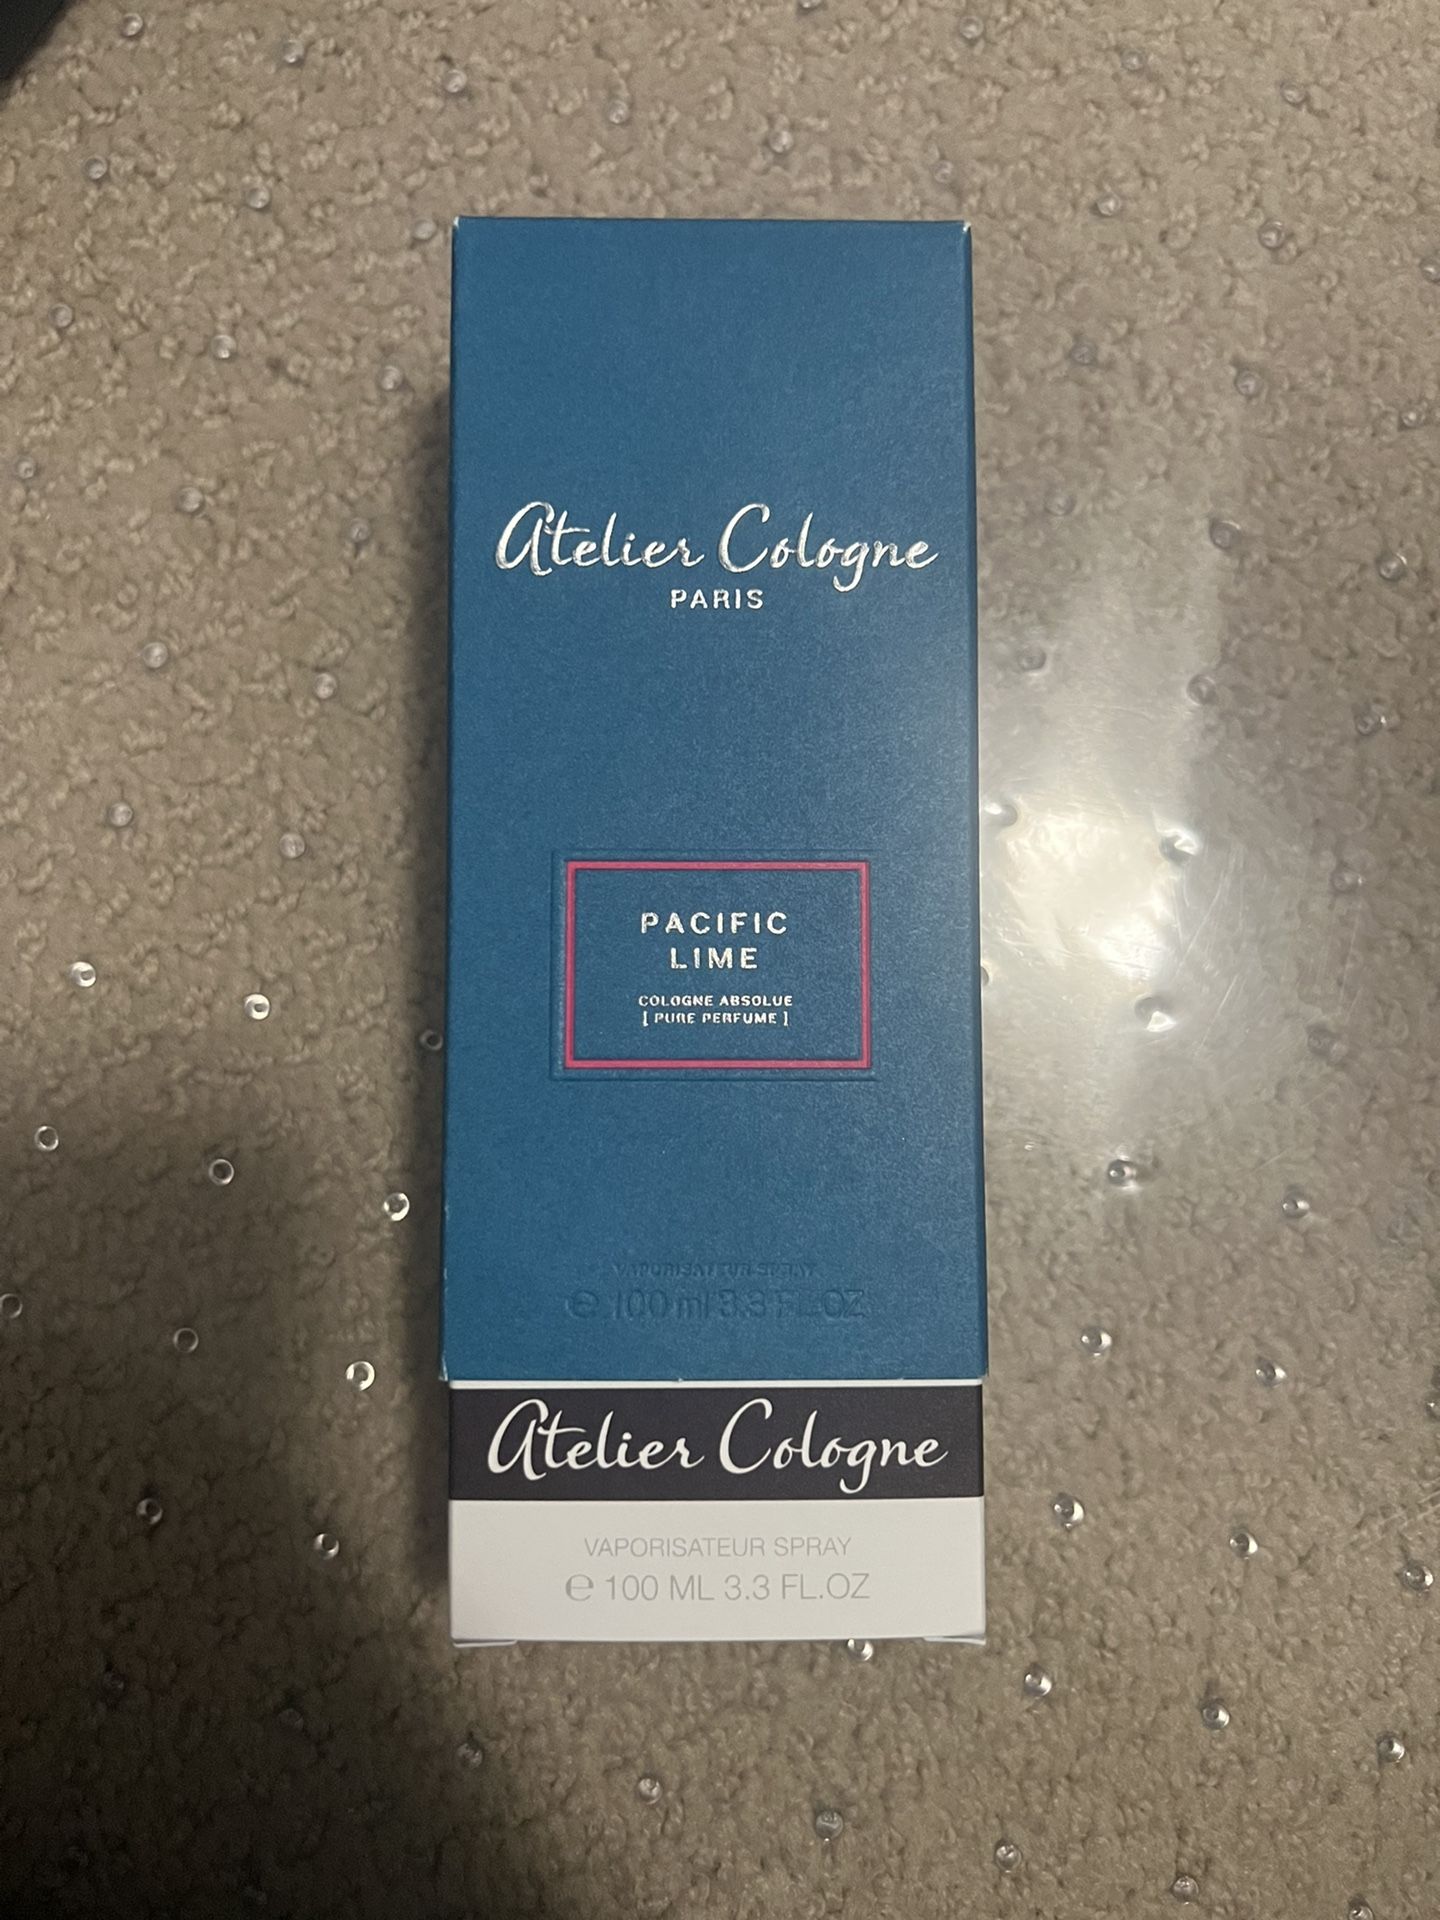 Atelier Cologne
PARIS
PACIFIC
LIME
COLOGNE ABSOLUE
[ PURE PERFUME ]
VAPORISATEUR SPRAY
℮ 100 ml 3.3 FL.OZ
Atelier Cologne
VAPORISATEUR SPRAY
℮ 100 ML 3.3 FL.OZ